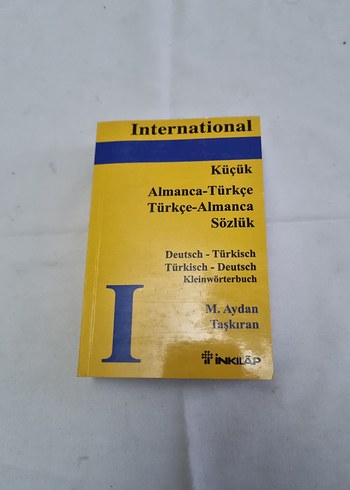 International
Küçük
Almanca-Türkçe
Türkçe-Almanca
Sözlük
Deutsch - Türkisch
Türkisch - Deutsch
Kleinwörterbuch
I
M. Aydan
Taşkıran
İNKILÂP